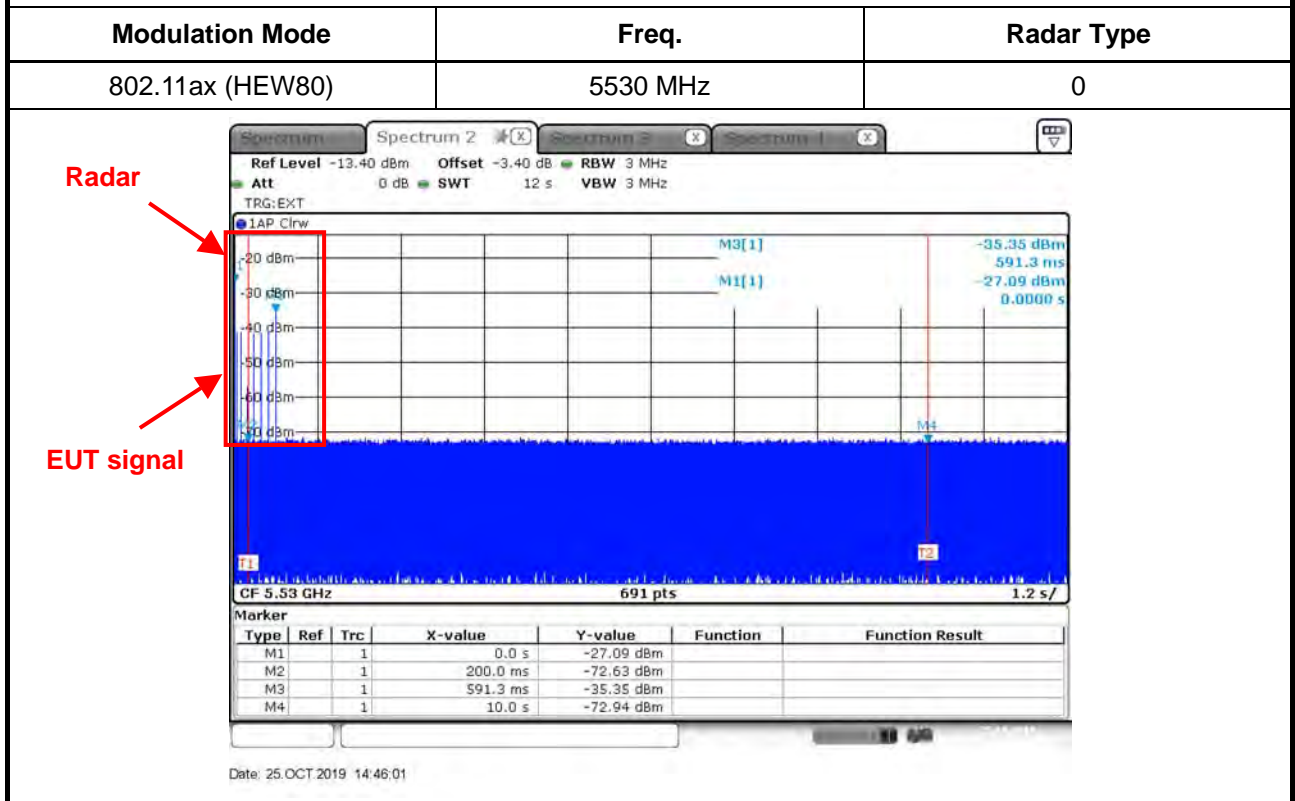 Modulation Mode Freq. Radar Type
802.11ax (HEW80) 5530 MHz 0
Spectrum 2
Ref Level -13.40 dBm Offset -3.40 dB RBW 3 MHz
Att 0 dB SWT 12 s VBW 3 MHz
TRG:EXT
1AP Clrw
Radar
EUT signal
M3[1] -35.35 dBm
591.3 ms
M1[1] -27.09 dBm
0.0000 s
-20 dBm
-30 dBm
-40 dBm
-50 dBm
-60 dBm
M4
T1
T2
CF 5.53 GHz 691 pts 1.2 s/
Marker
Type Ref Trc X-value Y-value Function Function Result
M1 1 0.0 s -27.09 dBm
M2 1 200.0 ms -72.63 dBm
M3 1 591.3 ms -35.35 dBm
M4 1 10.0 s -72.94 dBm
Date: 25.OCT.2019 14:46:01